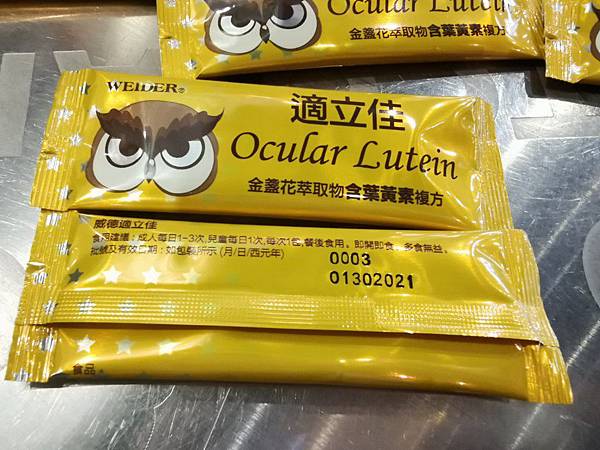 Ocular Lutein
金盞花萃取物含葉黃素複方
WEIDER®
適立佳
Ocular Lutein
金盞花萃取物含葉黃素複方
威德適立佳
食用建議：成人每日1-3次,兒童每日1次,每次1包,餐後食用。即開即食，多食無益。
批號及有效日期：如包裝所示 (月/日/西元年)
0003
01302021
食品